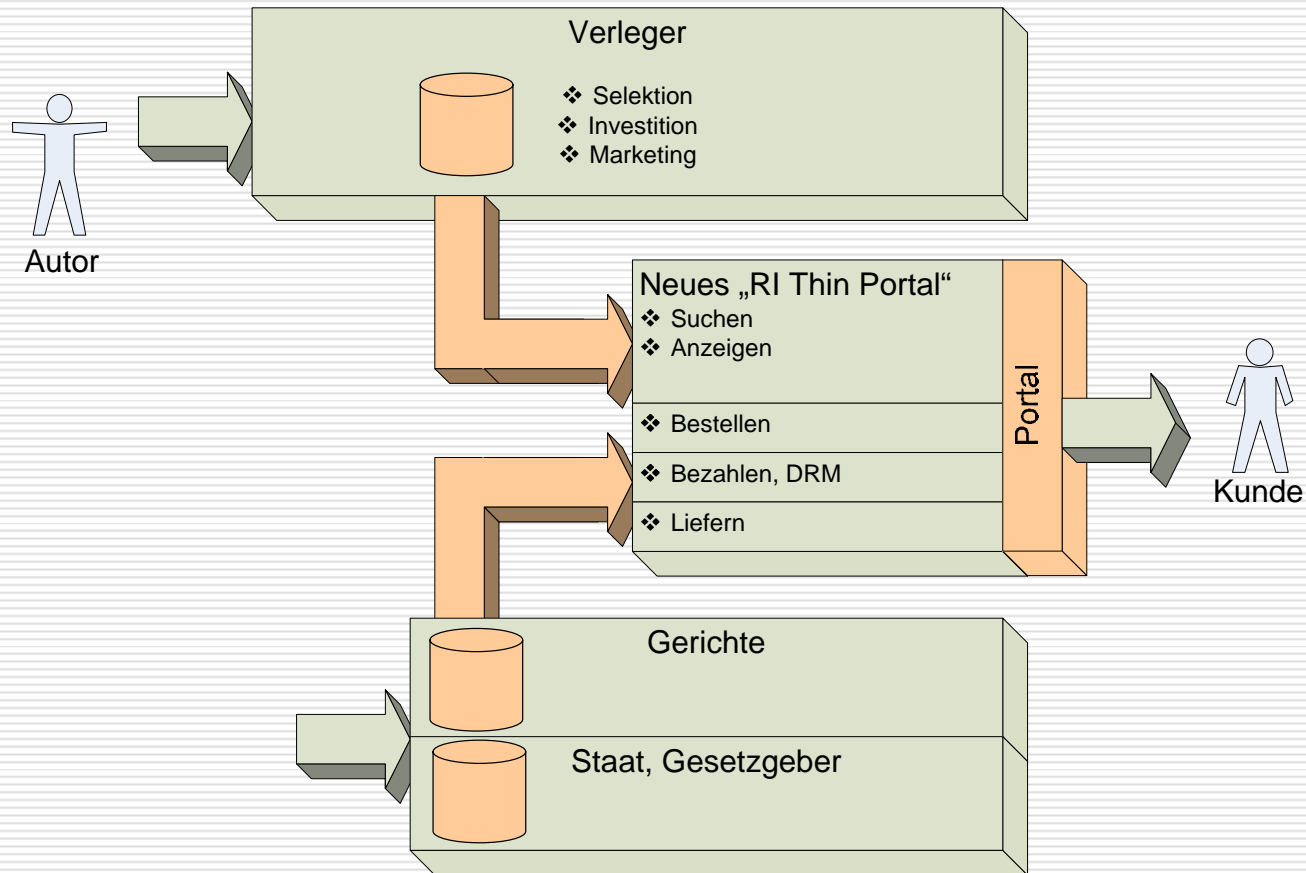 Verleger
❖ Selektion
❖ Investition
❖ Marketing
Autor
Neues „RI Thin Portal“
❖ Suchen
❖ Anzeigen
❖ Bestellen
❖ Bezahlen, DRM
❖ Liefern
Portal
Kunde
Gerichte
Staat, Gesetzgeber